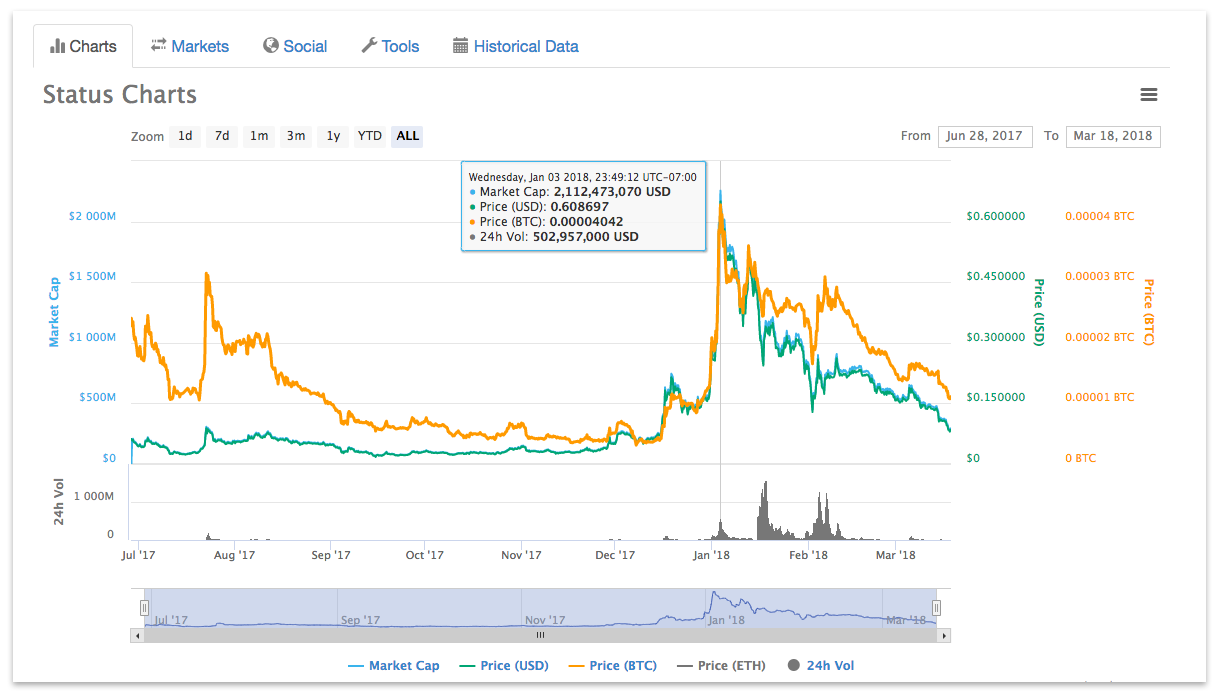 Charts Markets Social Tools Historical Data
Status Charts
Zoom 1d 7d 1m 3m 1y YTD ALL From Jun 28, 2017 To Mar 18, 2018
Wednesday, Jan 03 2018, 23:49:12 UTC-07:00
Market Cap: 2,112,473,070 USD
Price (USD): 0.608697
Price (BTC): 0.00004042
24h Vol: 502,957,000 USD
$2 000M $0.600000 0.00004 BTC
$1 500M $0.450000 0.00003 BTC
Market Cap Price (USD) Price (BTC)
$1 000M $0.300000 0.00002 BTC
$500M $0.150000 0.00001 BTC
$0 $0 0 BTC
24h Vol
1 000M
0
Jul '17 Aug '17 Sep '17 Oct '17 Nov '17 Dec '17 Jan '18 Feb '18 Mar '18
Jul '17 Sep '17 Nov '17 Jan '18 Mar '18
Market Cap Price (USD) Price (BTC) Price (ETH) 24h Vol